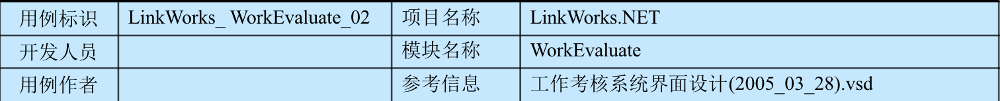 用例标识 LinkWorks_ WorkEvaluate_02 项目名称 LinkWorks.NET
开发人员 模块名称 WorkEvaluate
用例作者 参考信息 工作考核系统界面设计(2005_03_28).vsd